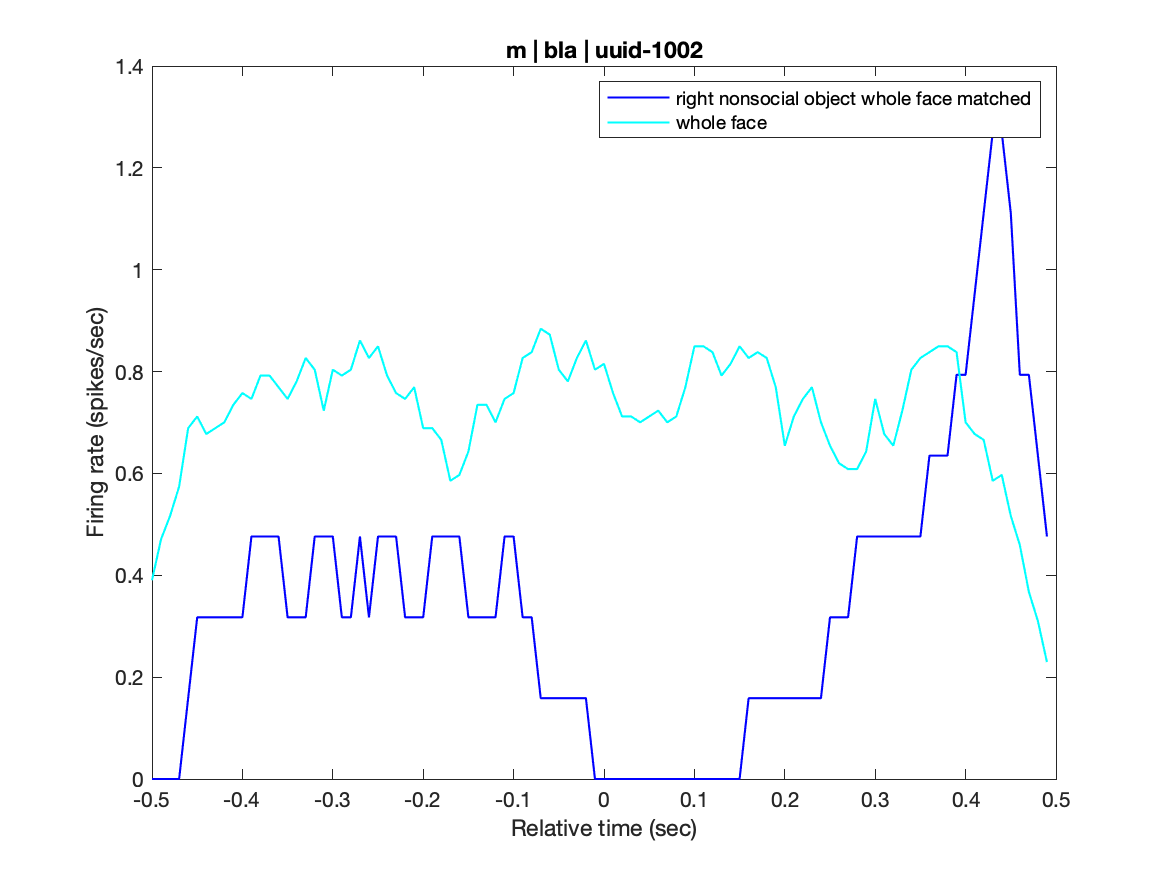 m | bla | uuid-1002
right nonsocial object whole face matched
whole face
Firing rate (spikes/sec)
1.4
1.2
1
0.8
0.6
0.4
0.2
0
-0.5 -0.4 -0.3 -0.2 -0.1 0 0.1 0.2 0.3 0.4 0.5
Relative time (sec)